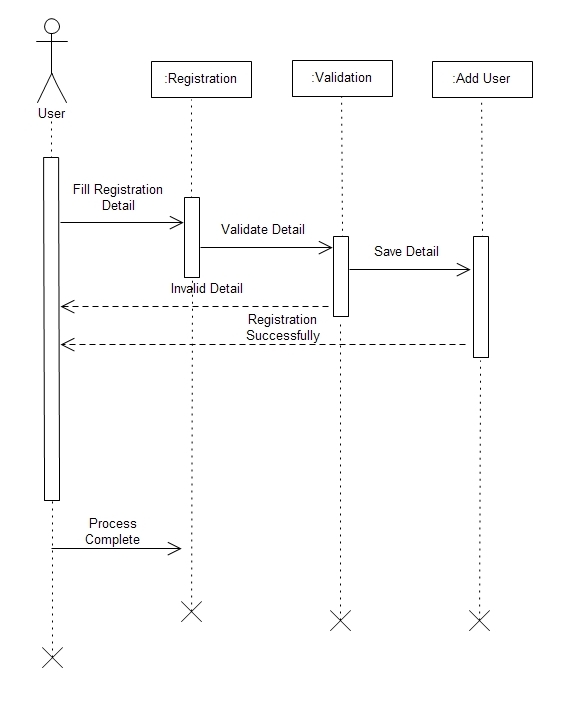 :Registration
:Validation
:Add User
User
Fill Registration
Detail
Validate Detail
Save Detail
Invalid Detail
Registration
Successfully
Process
Complete